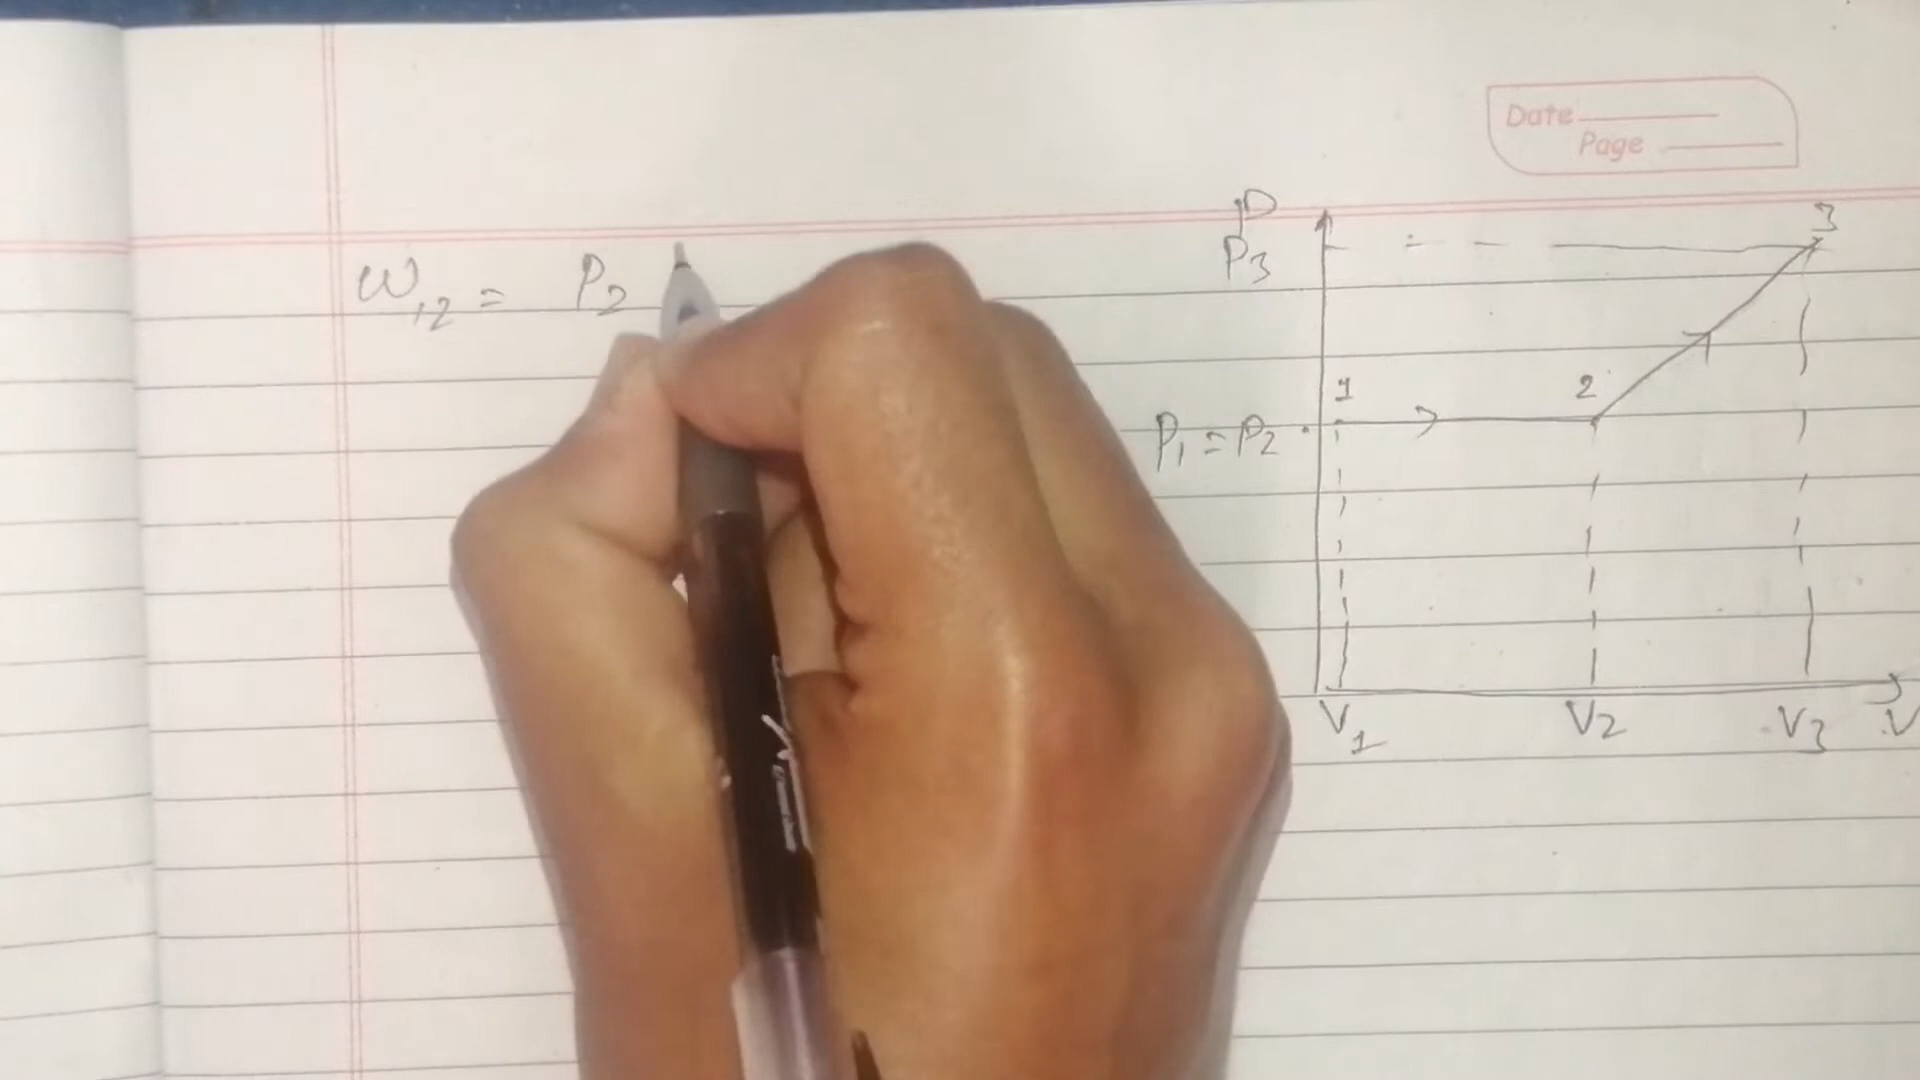 Date
Page
W12 = P2
P
P3
3
1
2
P1 = P2
V1 V2 V3 V